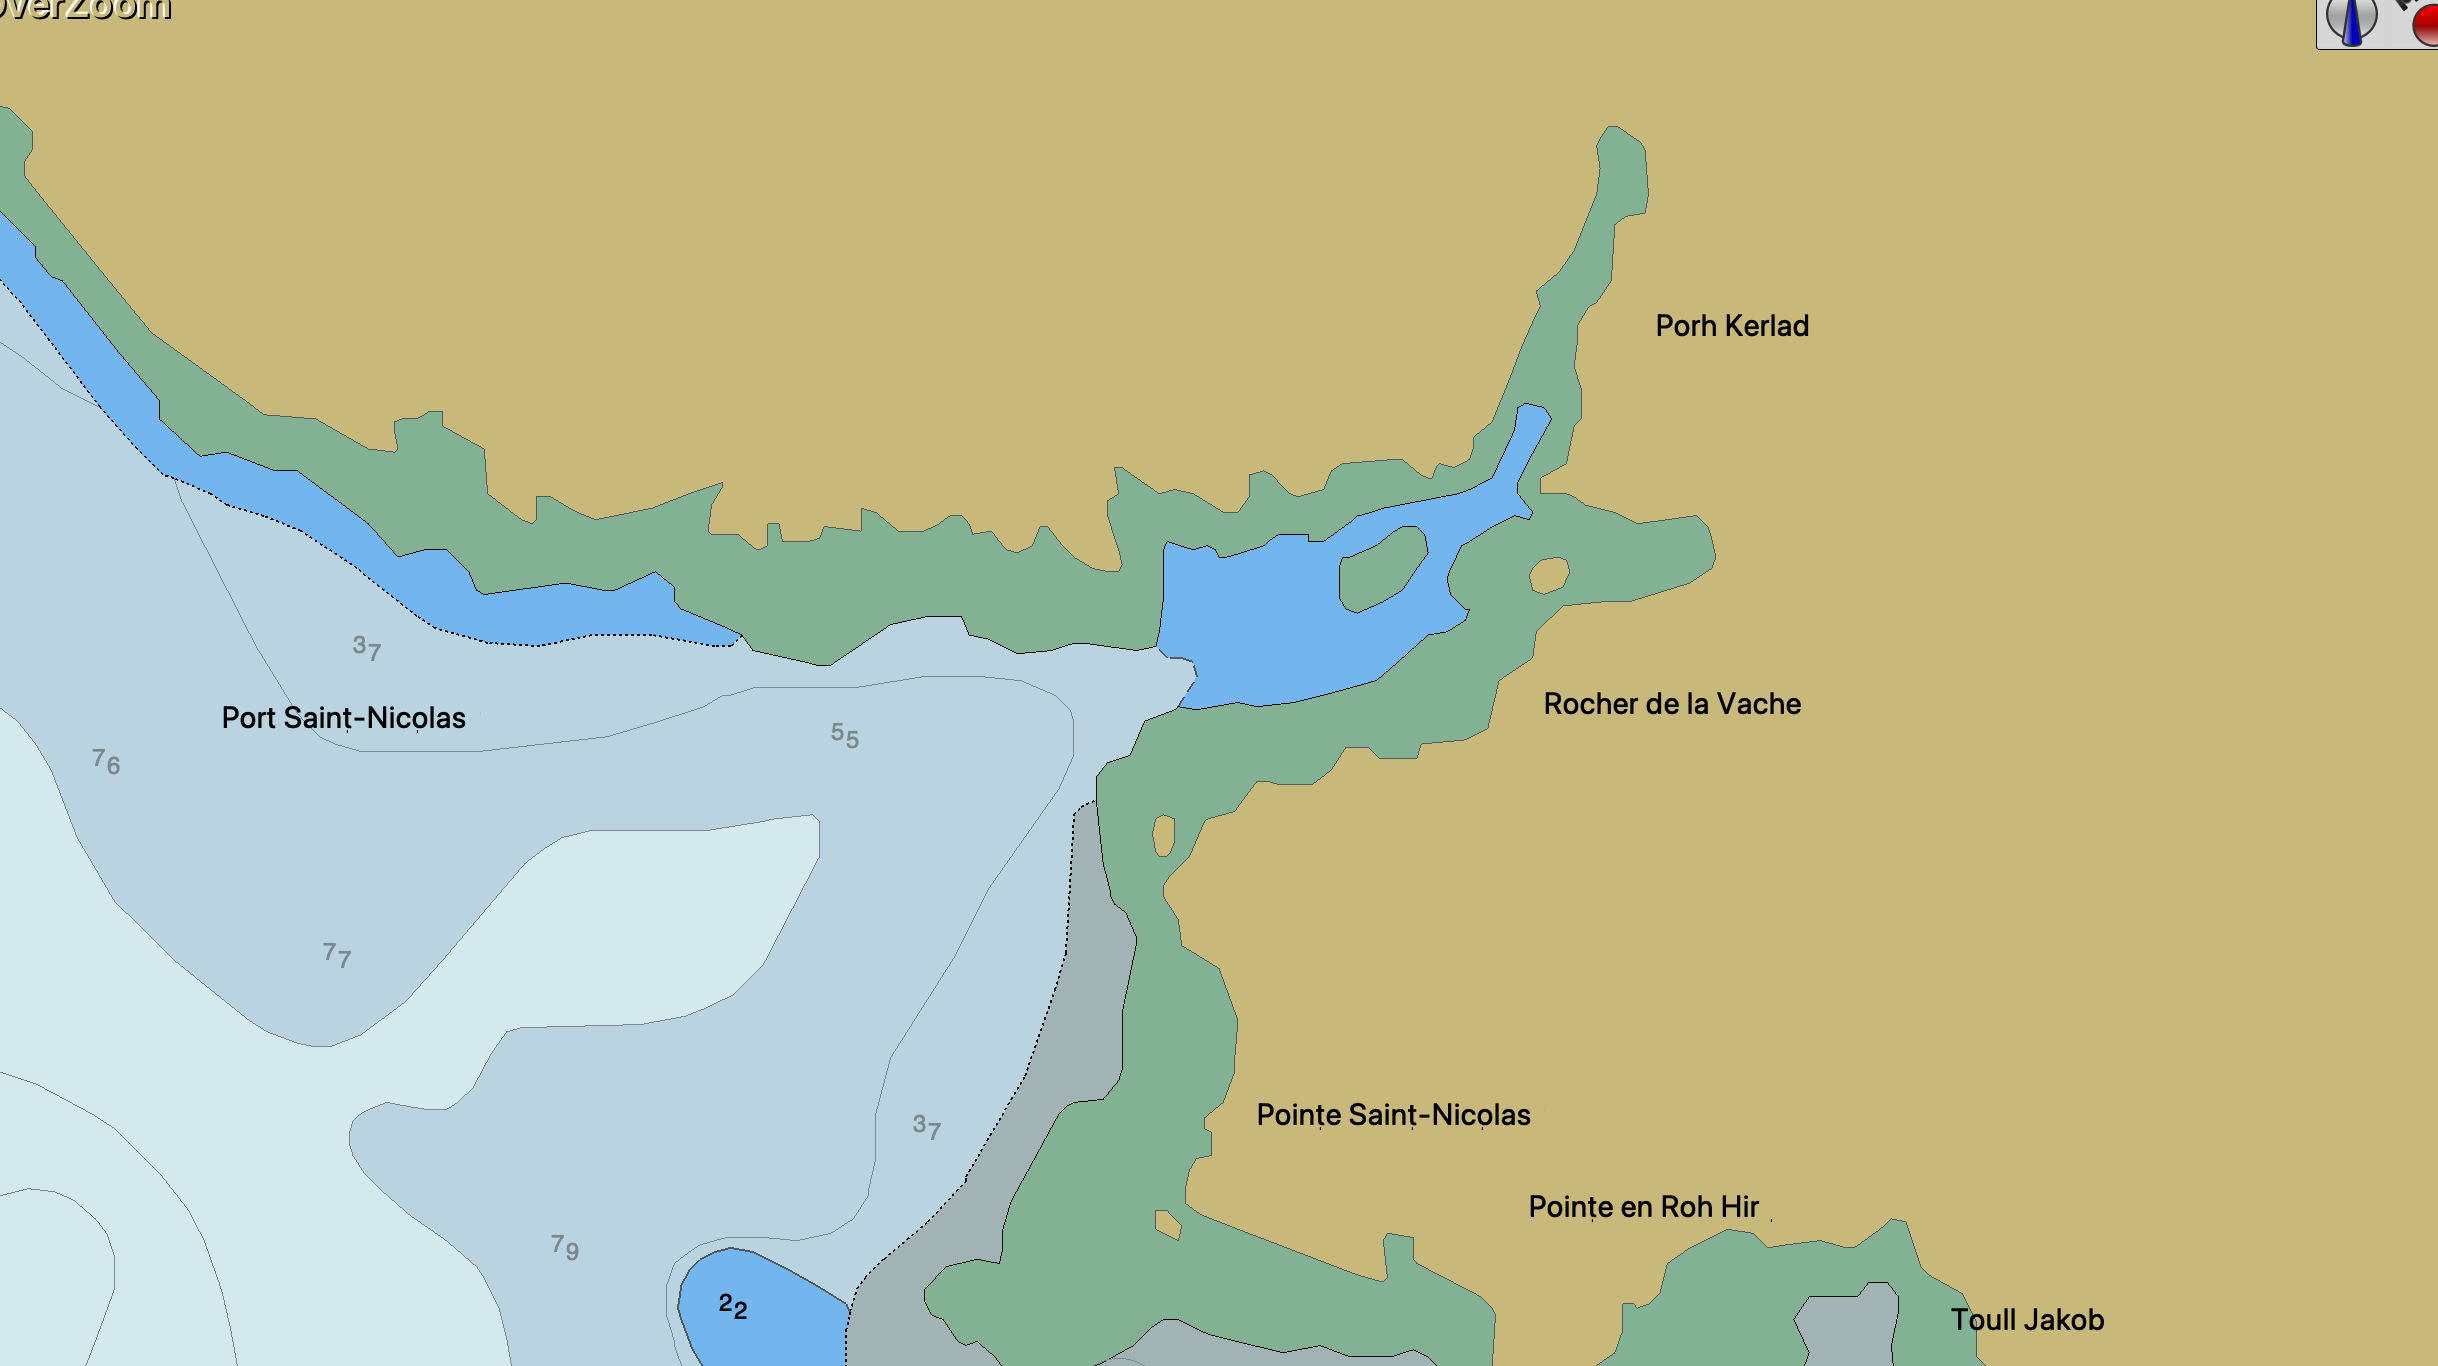 OverZoom
Porh Kerlad
3₇
Port Saint-Nicolas
Rocher de la Vache
5₅
7₆
7₇
Pointe Saint-Nicolas
3₇
Pointe en Roh Hir
7₉
2₂
Toull Jakob